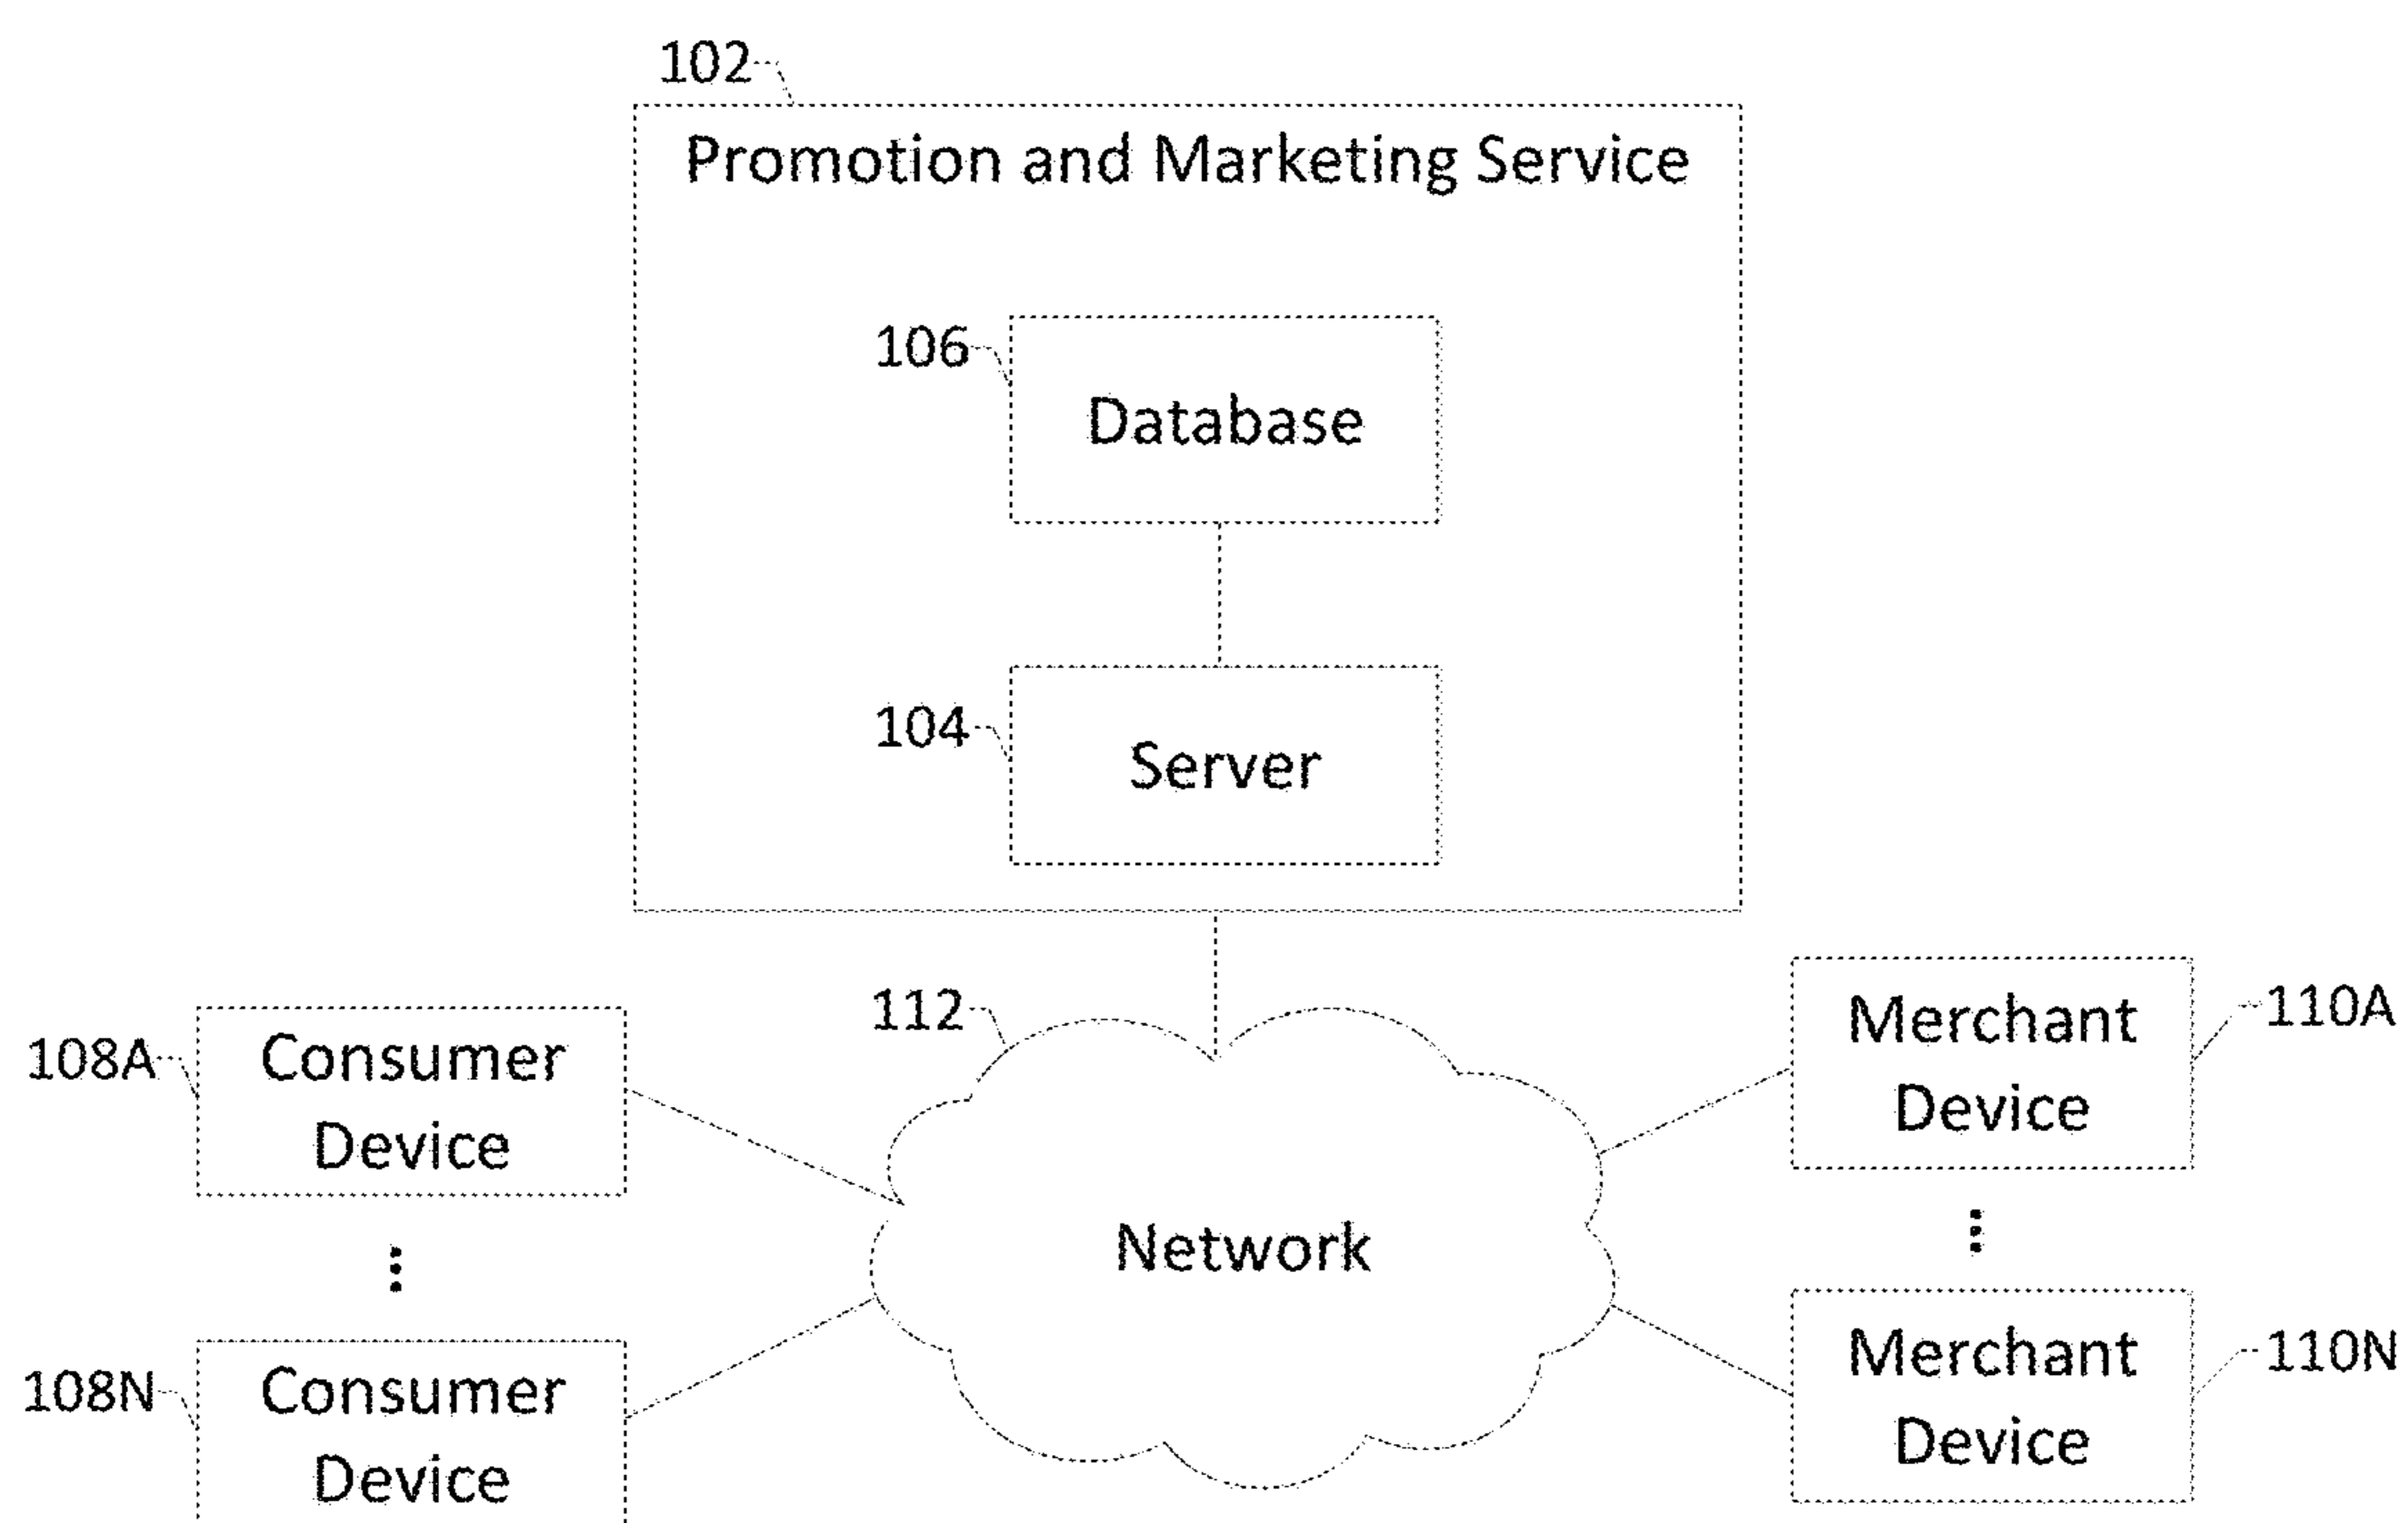 102
Promotion and Marketing Service
106
Database
104
Server
112
108A
Consumer
Device
Merchant
Device
110A
Network
108N
Consumer
Device
Merchant
Device
110N